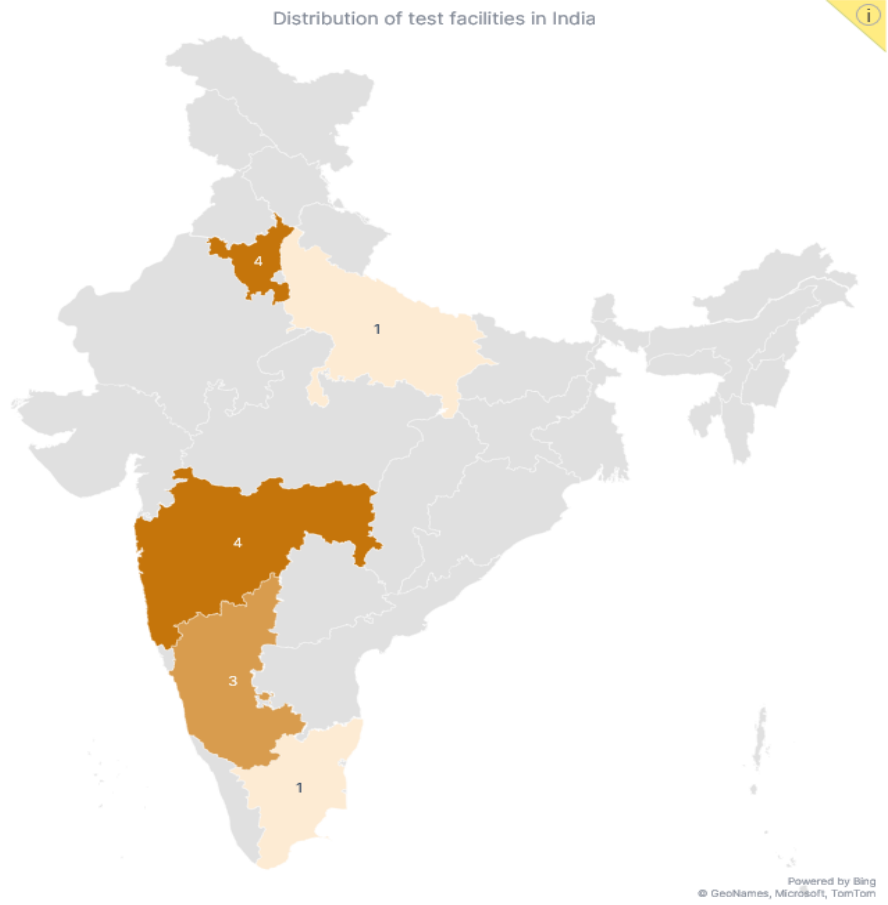 Distribution of test facilities in India
i
4
1
4
3
1
Powered by Bing
© GeoNames, Microsoft, TomTom